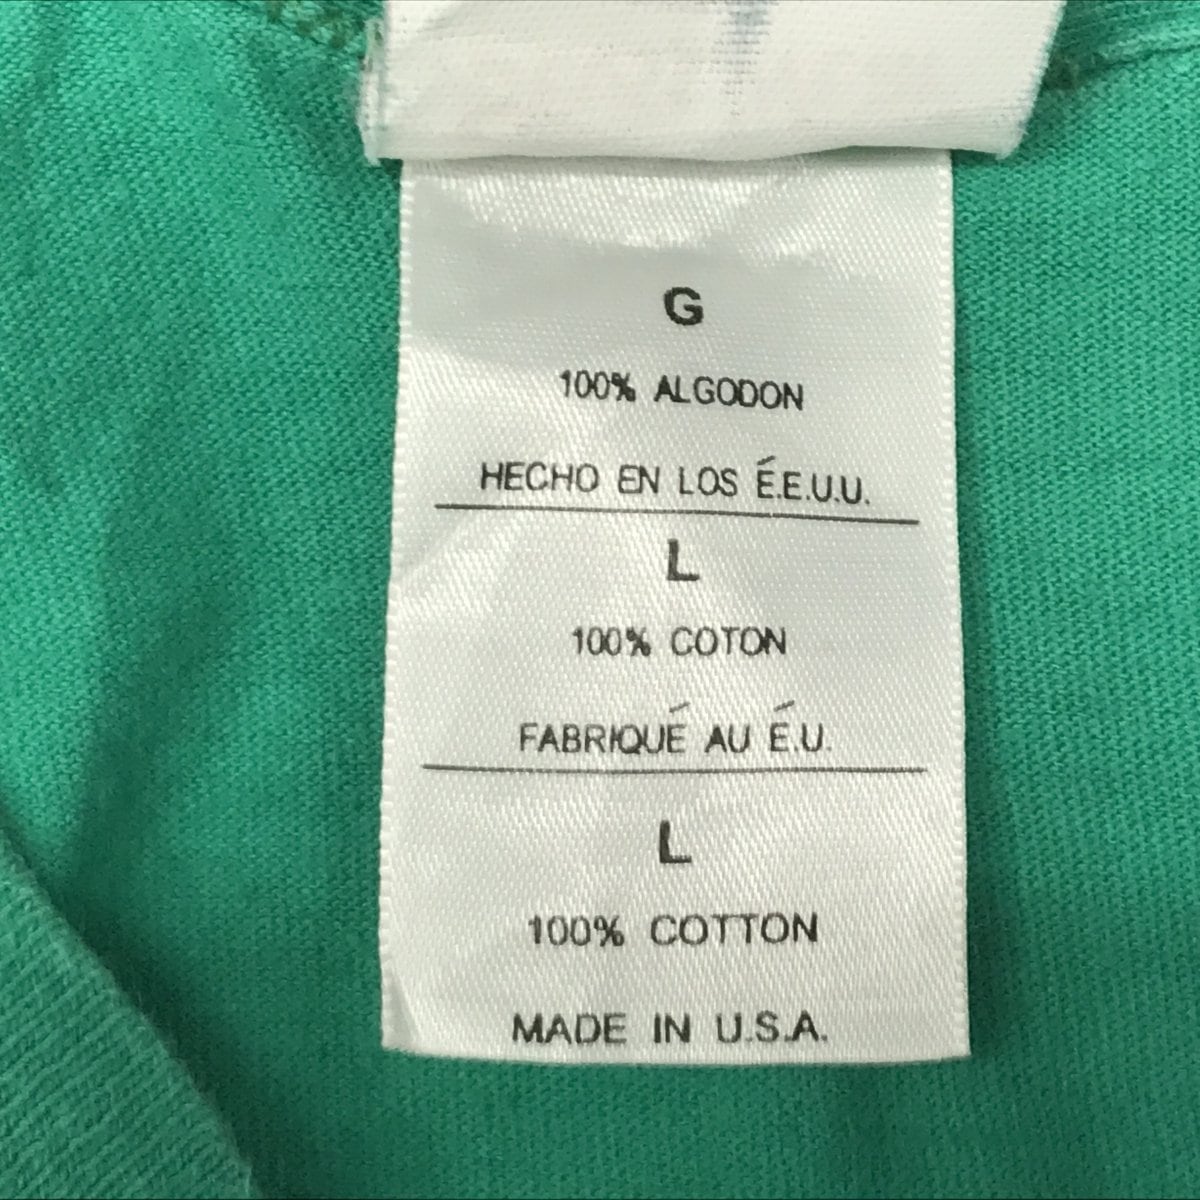 G
100% ALGODON
HECHO EN LOS É.E.U.U.
L
100% COTON
FABRIQUÉ AU É.U.
L
100% COTTON
MADE IN U.S.A.